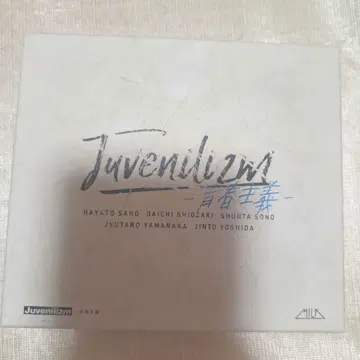 Juvenilizm
-青春主義-
HAYATO SANO DAICHI SHIOZAKI SHUNTA SONO
JYUTARO YAMANAKA JINTO YOSHIDA
Juvenilizm
MILK